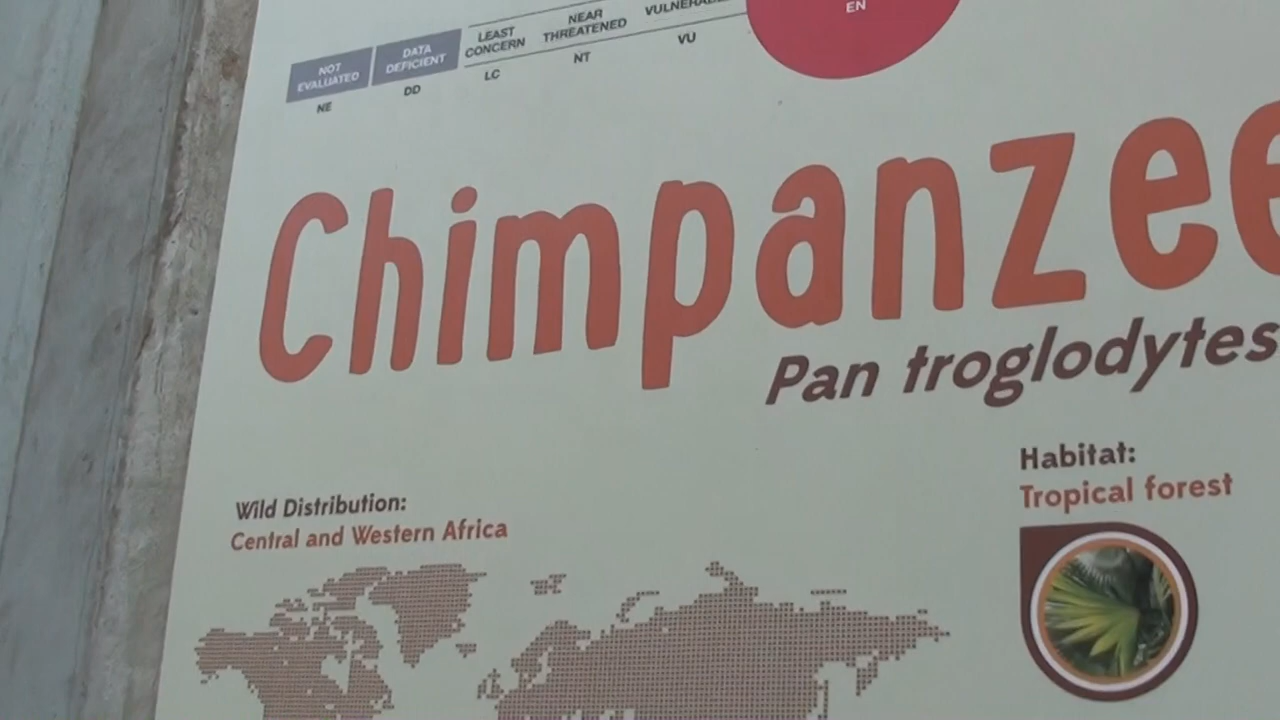 NOT EVALUATED
NE
DATA DEFICIENT
DD
LEAST CONCERN
LC
NEAR THREATENED
NT
VU
EN
Chimpanzee
Pan troglodytes
Wild Distribution:
Central and Western Africa
Habitat:
Tropical forest